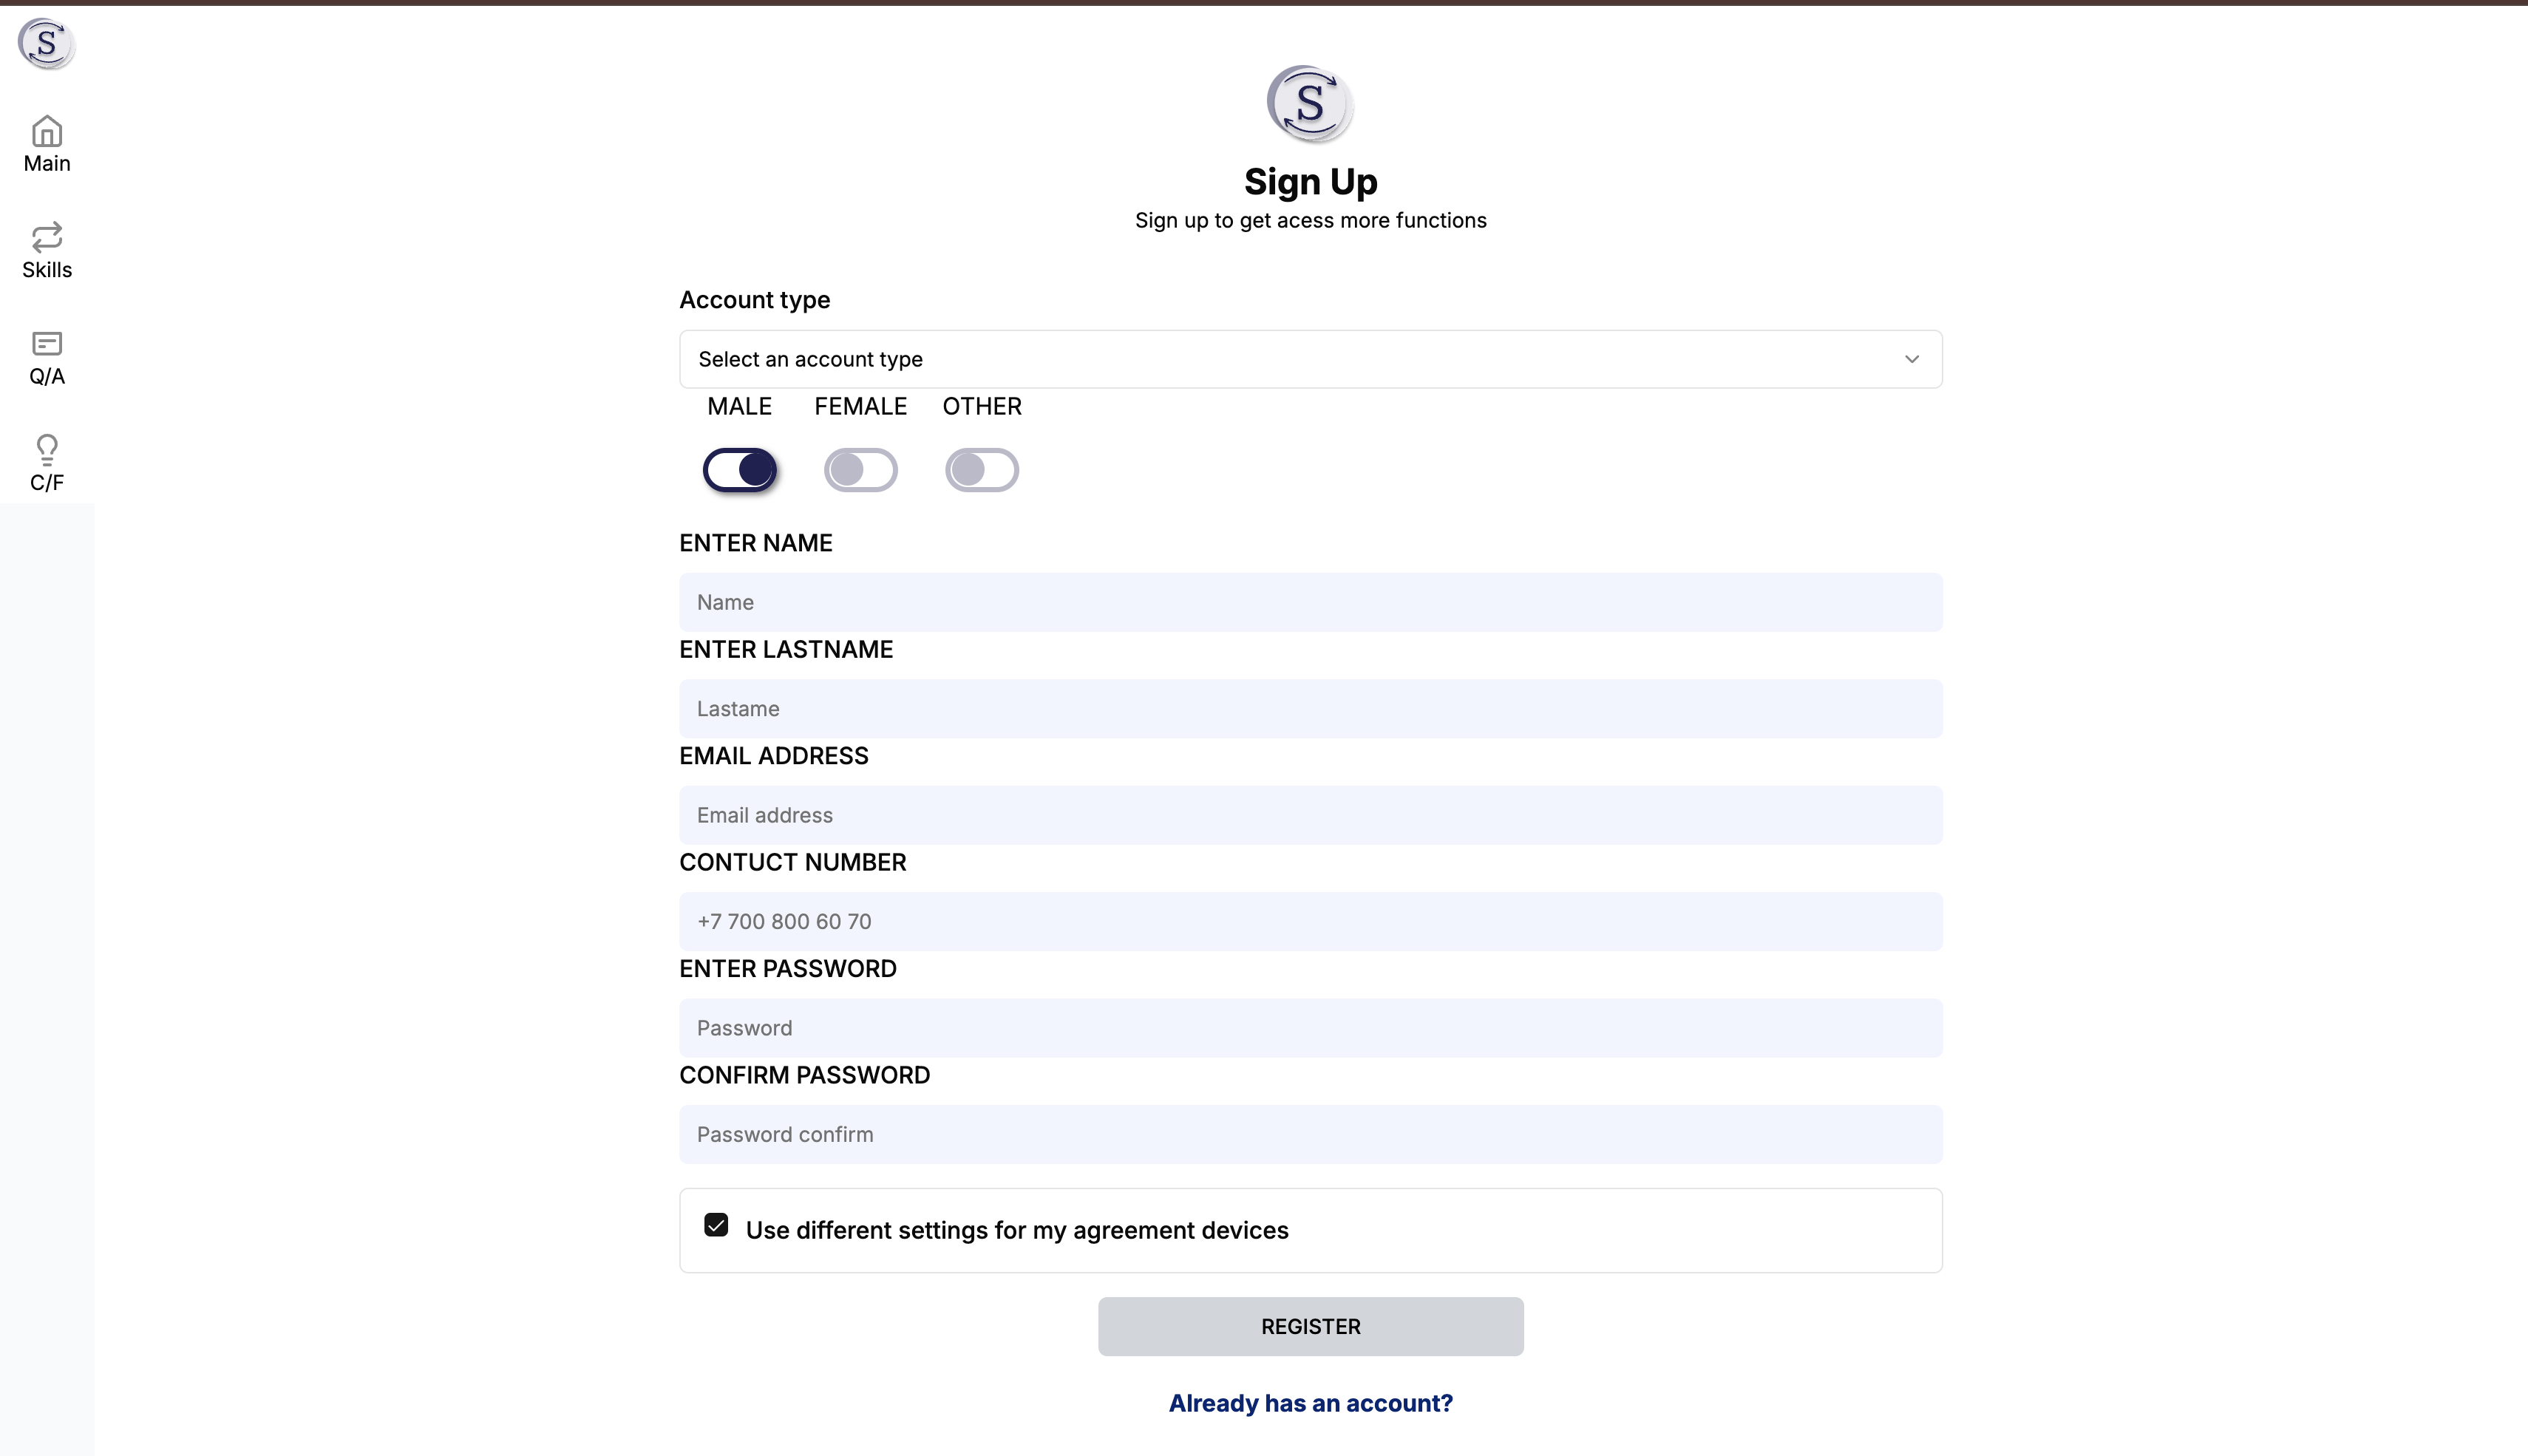 S
Main
Skills
Q/A
C/F
S
Sign Up
Sign up to get acess more functions
Account type
Select an account type
MALE FEMALE OTHER
ENTER NAME
Name
ENTER LASTNAME
Lastame
EMAIL ADDRESS
Email address
CONTUCT NUMBER
+7 700 800 60 70
ENTER PASSWORD
Password
CONFIRM PASSWORD
Password confirm
Use different settings for my agreement devices
REGISTER
Already has an account?